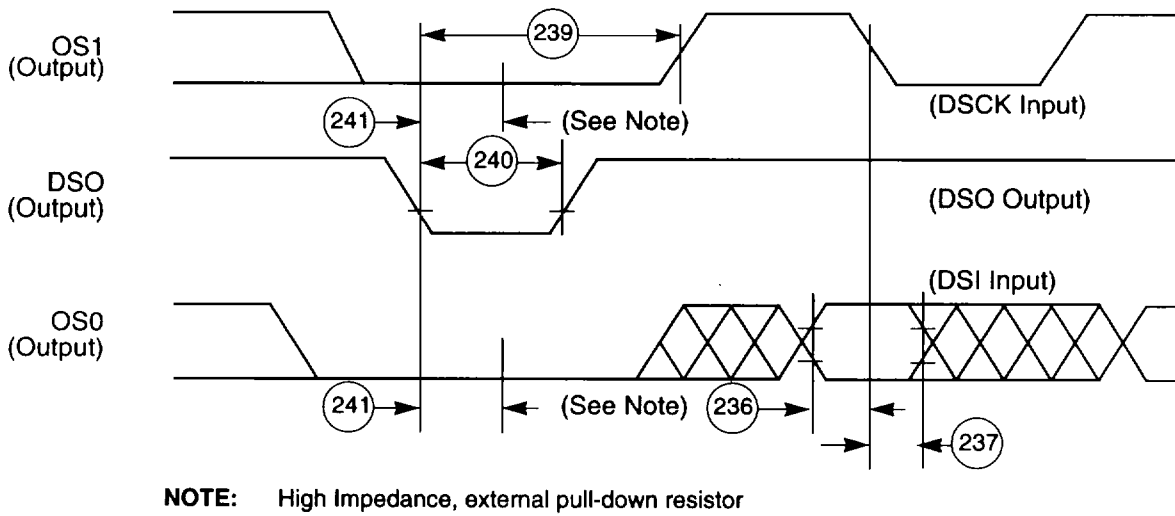 OS1
(Output)
239
(DSCK Input)
241
(See Note)
240
DSO
(Output)
(DSO Output)
(DSI Input)
OS0
(Output)
241
(See Note)
236
237
NOTE: High Impedance, external pull-down resistor